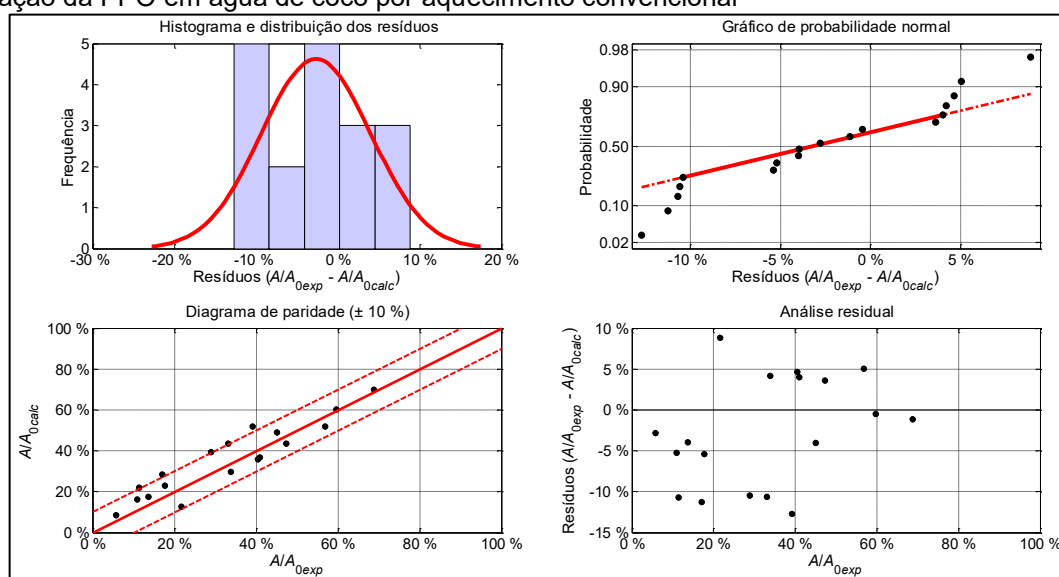 ação da PPO em água de coco por aquecimento convencional
Histograma e distribuição dos resíduos
Frequência
5
4
3
2
1
0
-30 % -20 % -10 % 0 % 10 % 20 %
Resíduos (A/A0exp - A/A0calc)
Gráfico de probabilidade normal
Probabilidade
0.98
0.90
0.50
0.10
0.02
-10 % -5 % 0 % 5 %
Resíduos (A/A0exp - A/A0calc)
Diagrama de paridade (± 10 %)
A/A0calc
100 %
80 %
60 %
40 %
20 %
0 %
0 % 20 % 40 % 60 % 80 % 100 %
A/A0exp
Análise residual
Resíduos (A/A0exp - A/A0calc)
10 %
5 %
0 %
-5 %
-10 %
-15 %
0 % 20 % 40 % 60 % 80 % 100 %
A/A0exp